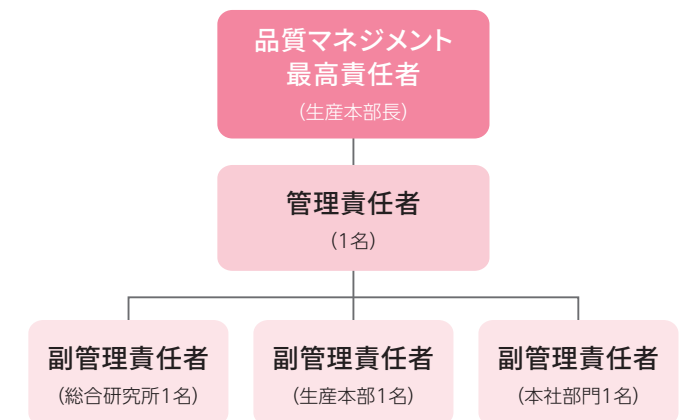 品質マネジメント
最高責任者
(生産本部長)
管理責任者
(1名)
副管理責任者
(総合研究所1名)
副管理責任者
(生産本部1名)
副管理責任者
(本社部門1名)